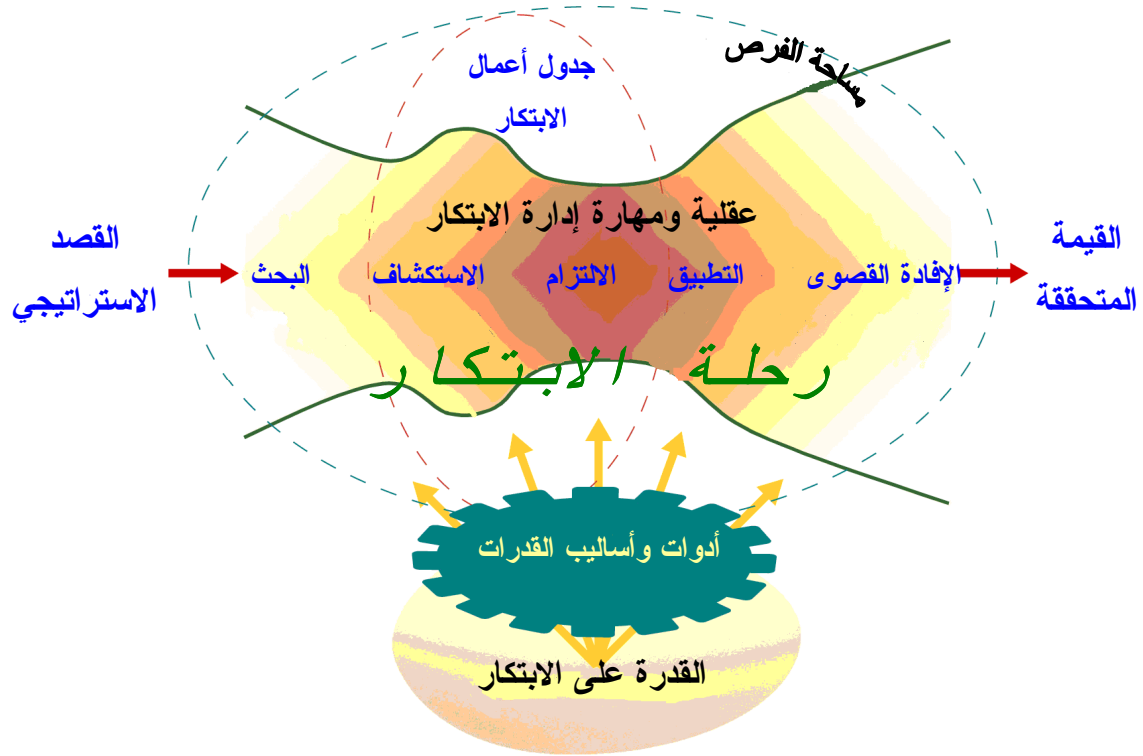 مساحة الفرص
جدول أعمال
الابتكار
عقلية ومهارة إدارة الابتكار
القصد
الاستراتيجي
البحث
الاستكشاف
الالتزام
التطبيق
الإفادة القصوى
القيمة
المتحققة
رحلة الابتكار
أدوات وأساليب القدرات
القدرة على الابتكار